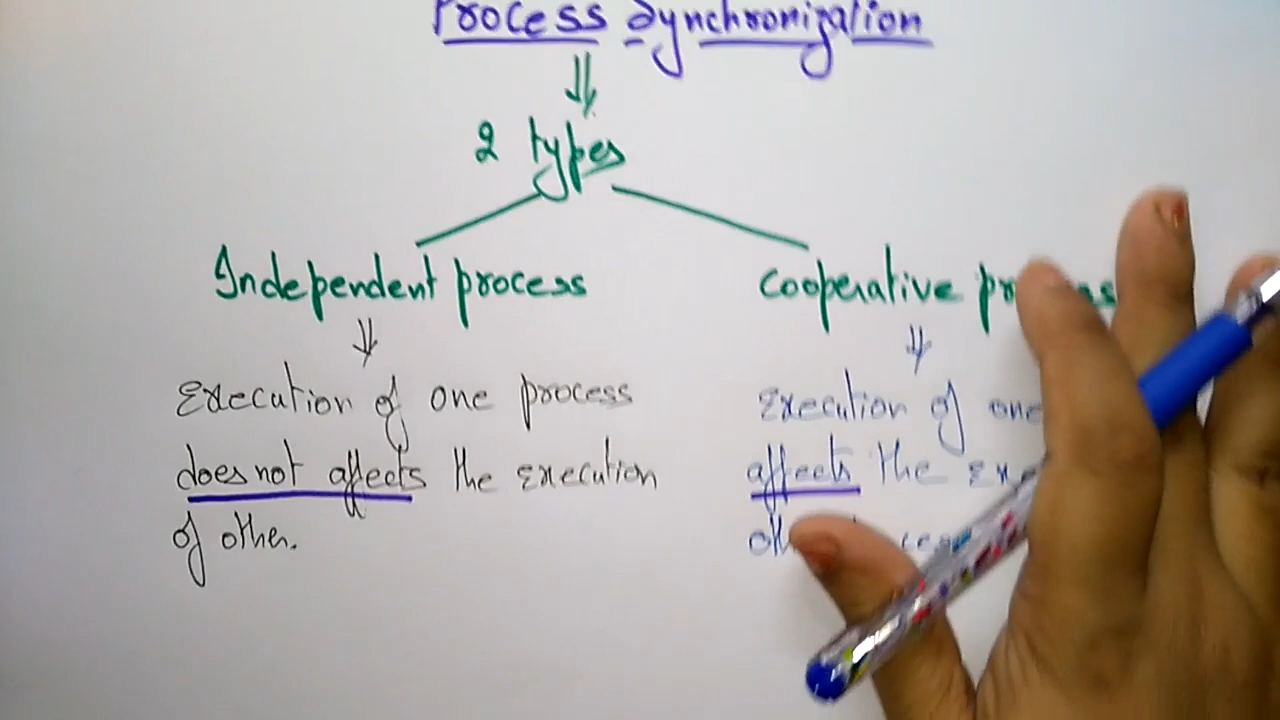 Process Synchronization
2 types
Independent process
cooperative
Execution of one process
does not affects the execution
of other.
Execution of one
affects the